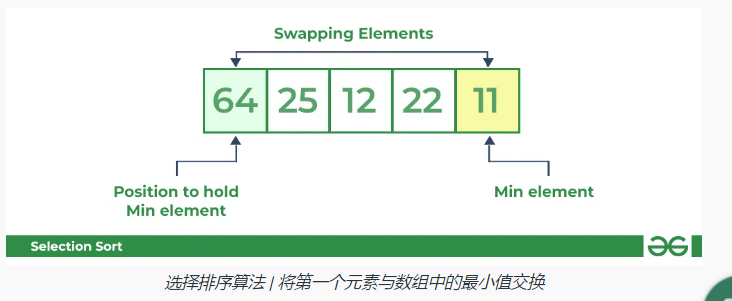 Swapping Elements
64 25 12 22 11
Position to hold
Min element
Min element
Selection Sort
选择排序算法 | 将第一个元素与数组中的最小值交换